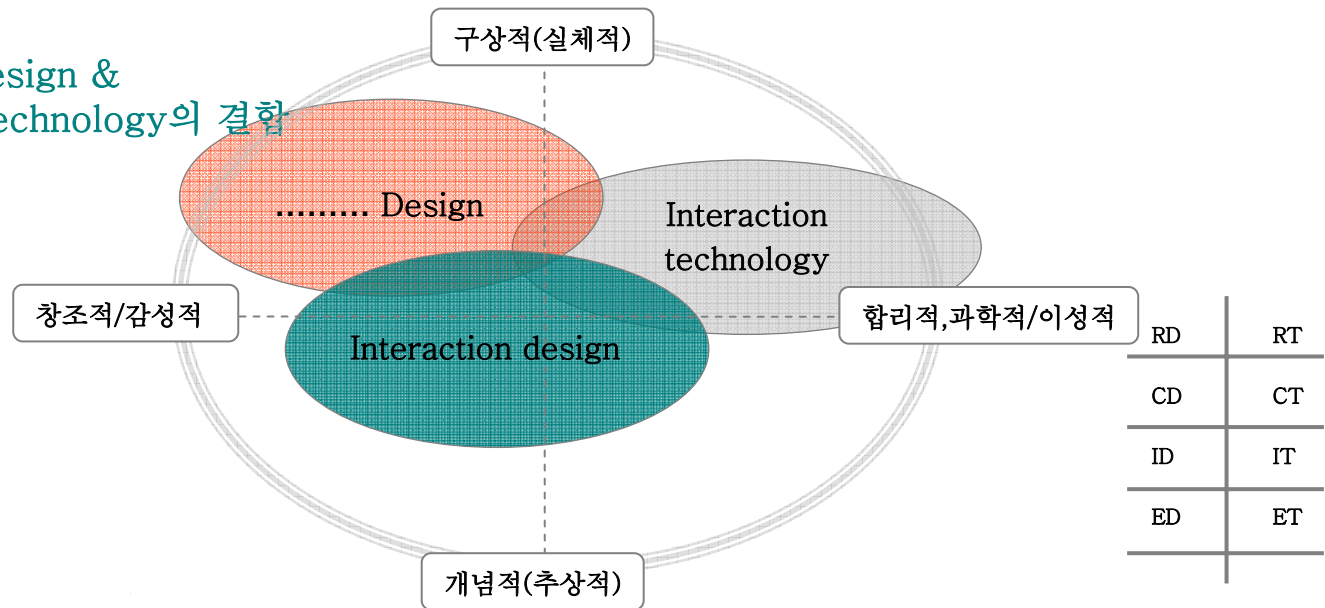 구상적(실체적)
esign &
echnology의 결합
......... Design
Interaction
technology
창조적/감성적
합리적,과학적/이성적
Interaction design
RD RT
CD CT
ID IT
ED ET
개념적(추상적)